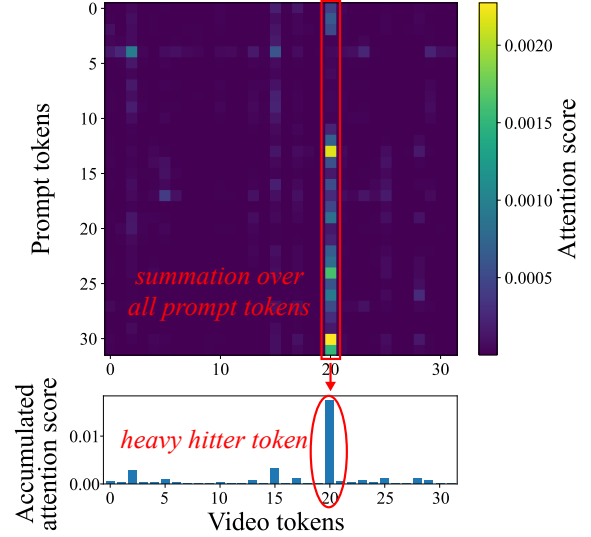 0
5
10
15
20
25
30
Prompt tokens
summation over
all prompt tokens
0 10 20 30
0.0020
0.0015
0.0010
0.0005
Attention score
Accumulated
attention score
0.01
0.00
heavy hitter token
0 5 10 15 20 25 30
Video tokens